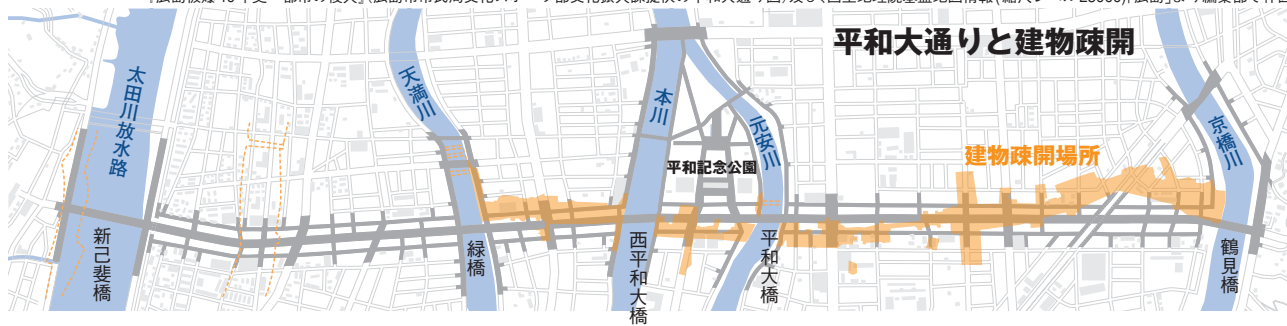 平和大通りと建物疎開
太田川放水路
天満川
本川
元安川
京橋川
平和記念公園
建物疎開場所
新己斐橋
緑橋
西平和大橋
平和大橋
鶴見橋